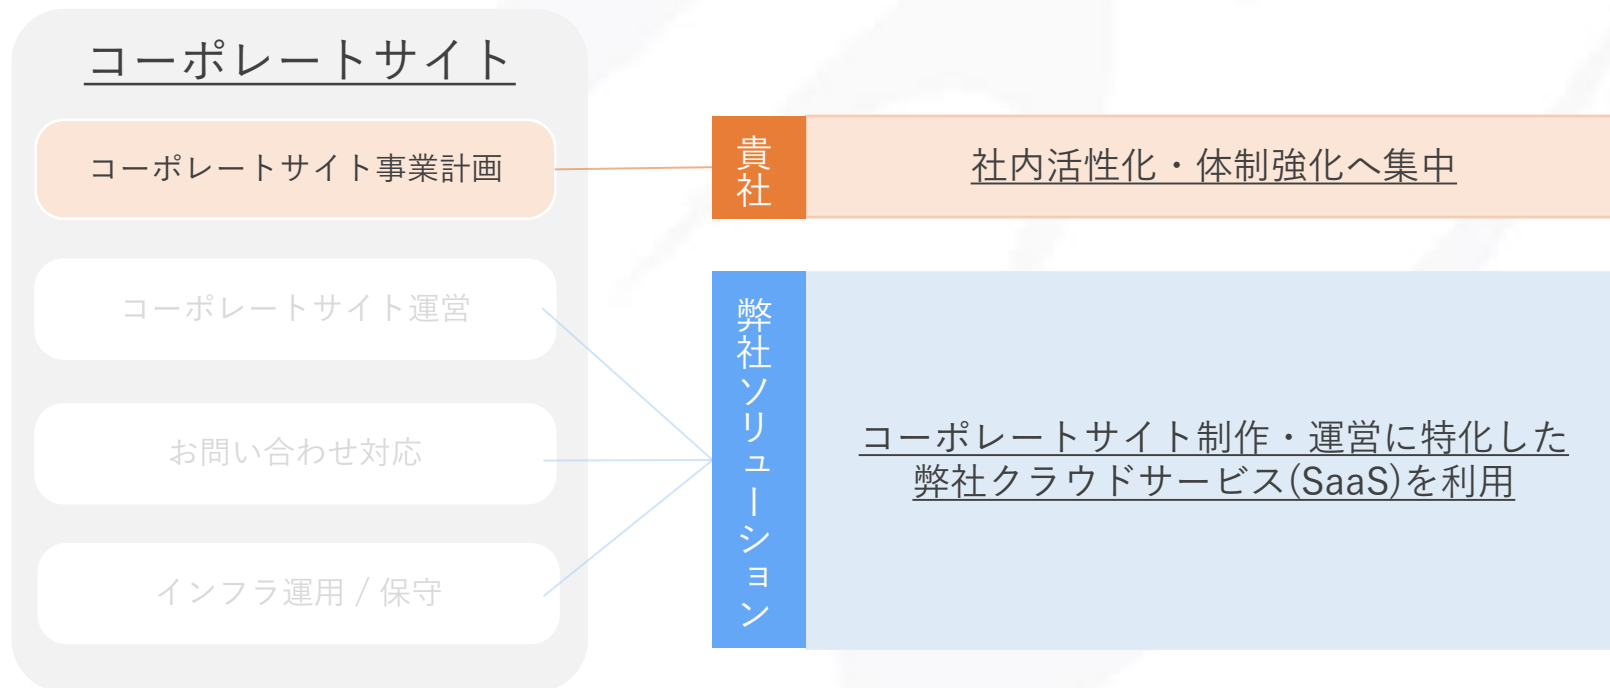 コーポレートサイト
コーポレートサイト事業計画
コーポレートサイト運営
お問い合わせ対応
インフラ運用 / 保守
貴社
社内活性化・体制強化へ集中
弊社ソリューション
コーポレートサイト制作・運営に特化した
弊社クラウドサービス(SaaS)を利用